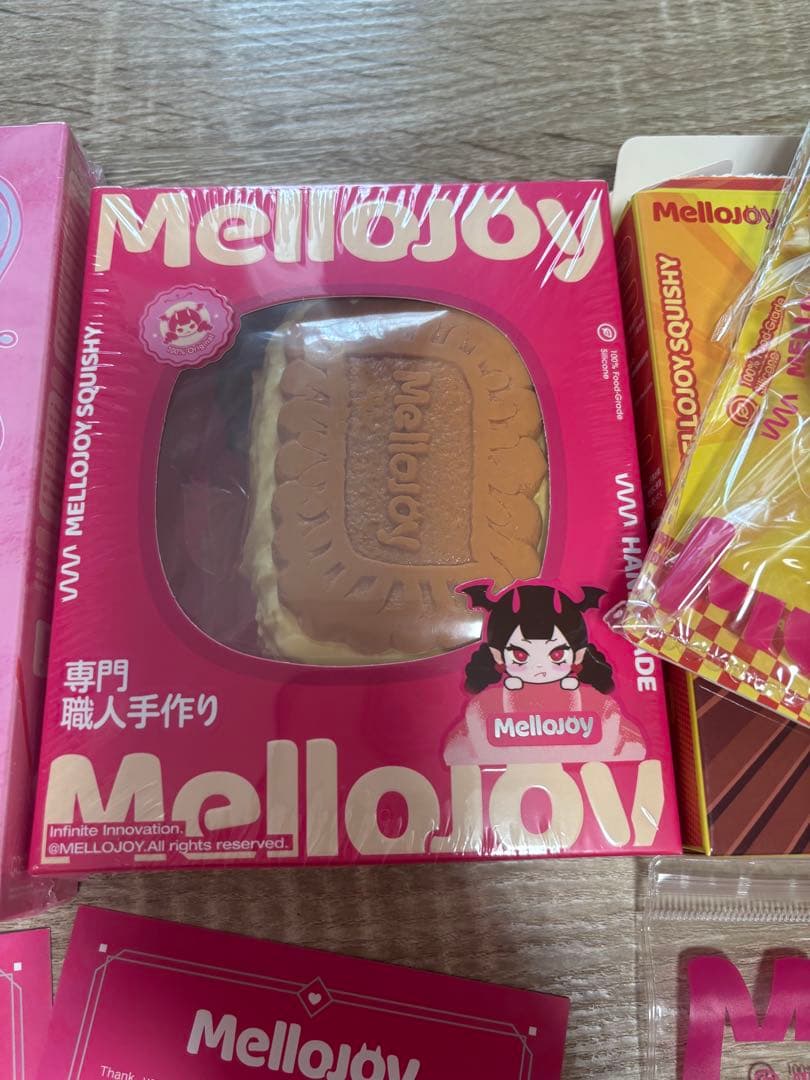 Mellojoy
100% Original
MELLOJOY SQUISHY
100% Food-Grade
Silicone
Mellojoy
専門
職人手作り
Mellojoy
Mellojoy
Infinite Innovation.
@MELLOJOY.All rights reserved.
Mellojoy
MELLOJOY SQUISHY
100% Food-Grade
Silicone
Mellojoy
Thank